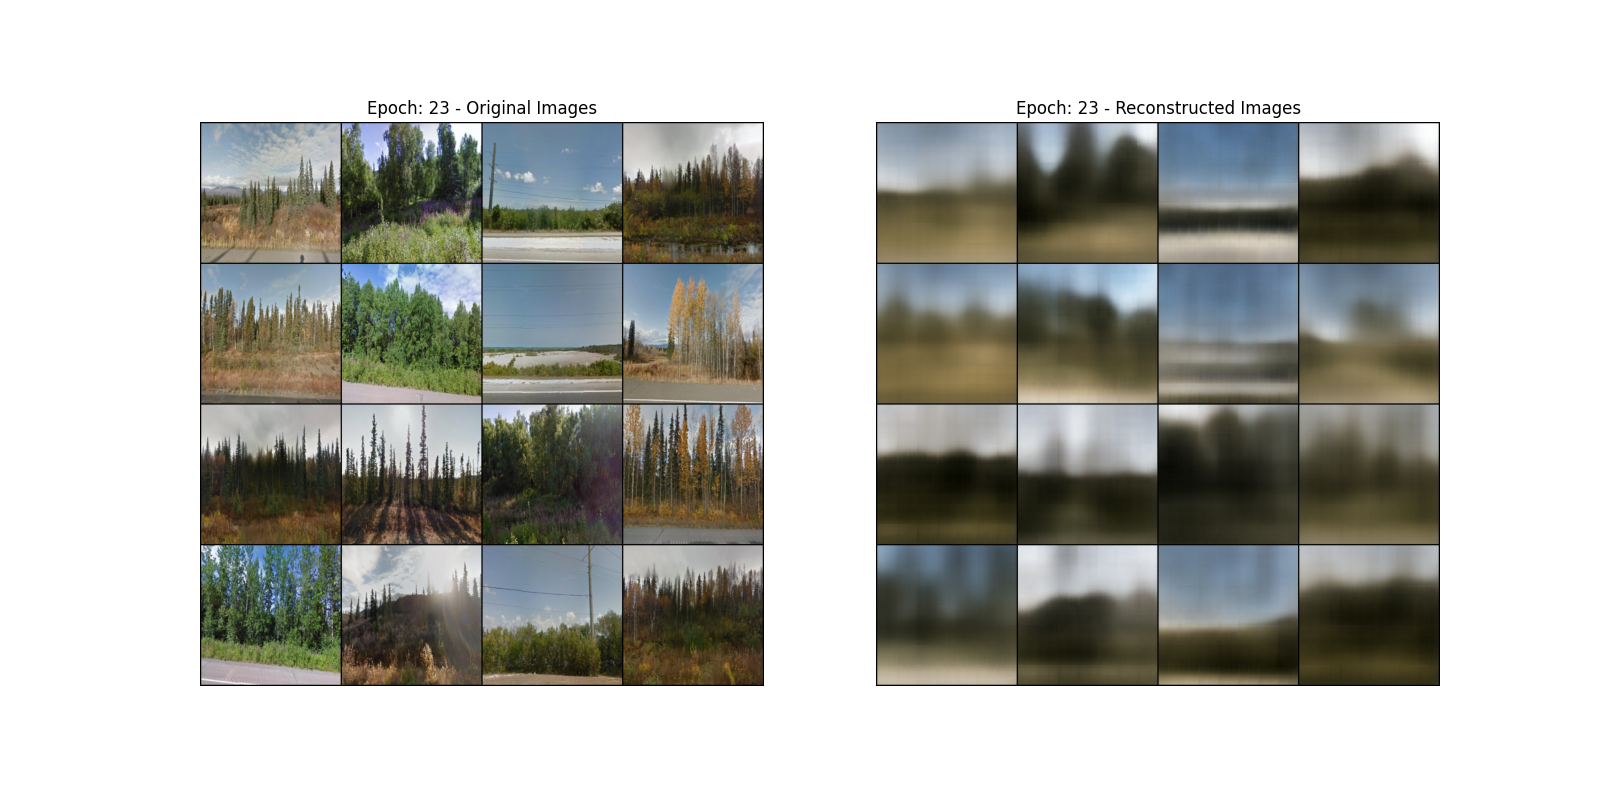 Epoch: 23 - Original Images
Epoch: 23 - Reconstructed Images